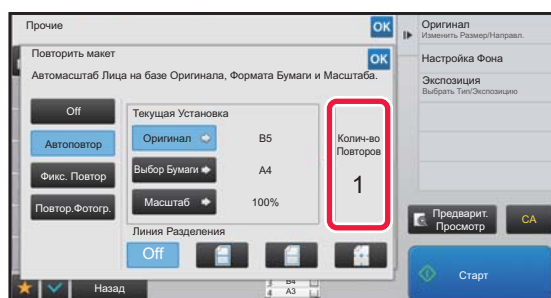 Прочие
OK
Повторить макет
OK
Автомасштаб Лица на базе Оригинала, Формата Бумаги и Масштаба.
Off
Автоповтор
Фикс. Повтор
Повтор.Фотогр.
Текущая Установка
Оригинал
B5
Выбор Бумаги
A4
Масштаб
100%
Колич-во
Повторов
1
Линия Разделения
Off
Назад
3 B4
4 A3
Оригинал
Изменить Размер/Направл.
Настройка Фона
Экспозиция
Выбрать Тип/Экспозицию
Предварит.
Просмотр
CA
Старт